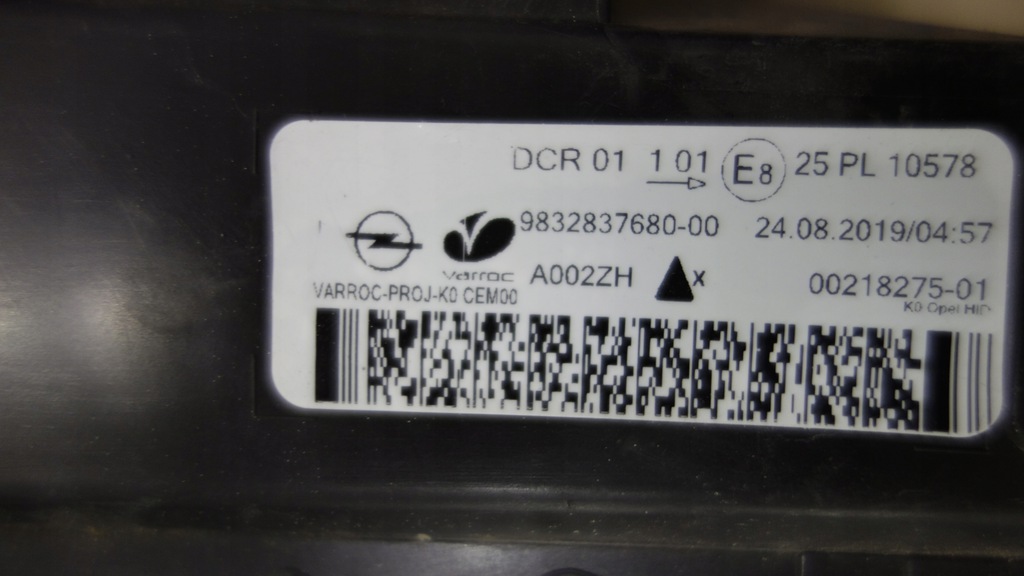 DCR 01 1 01 E8 25 PL 10578
9832837680-00 24.08.2019/04:57
varroc A002ZH X 00218275-01
VARROC-PROJ-K0 CEM00 K0 Opel HID